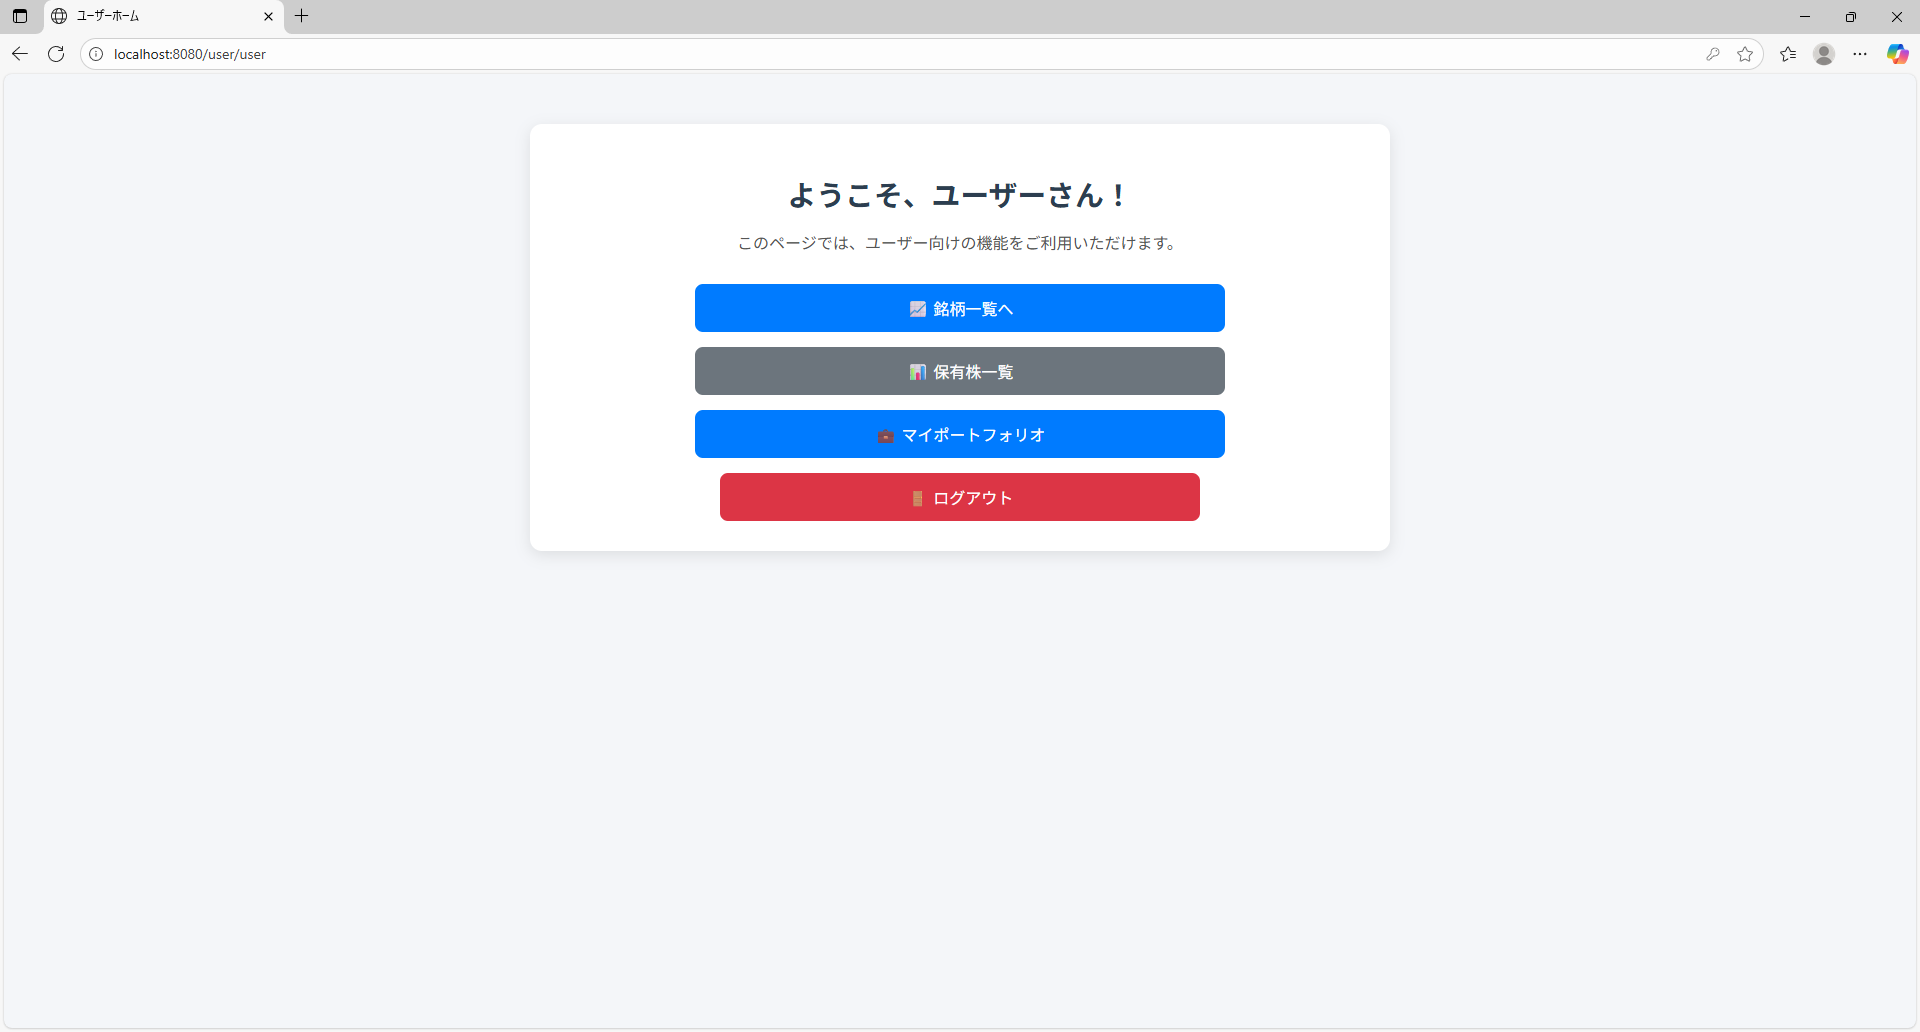 ユーザーホーム
localhost:8080/user/user
ようこそ、ユーザーさん！
このページでは、ユーザー向けの機能をご利用いただけます。
📈 銘柄一覧へ
📊 保有株一覧
💼 マイポートフォリオ
🚪 ログアウト